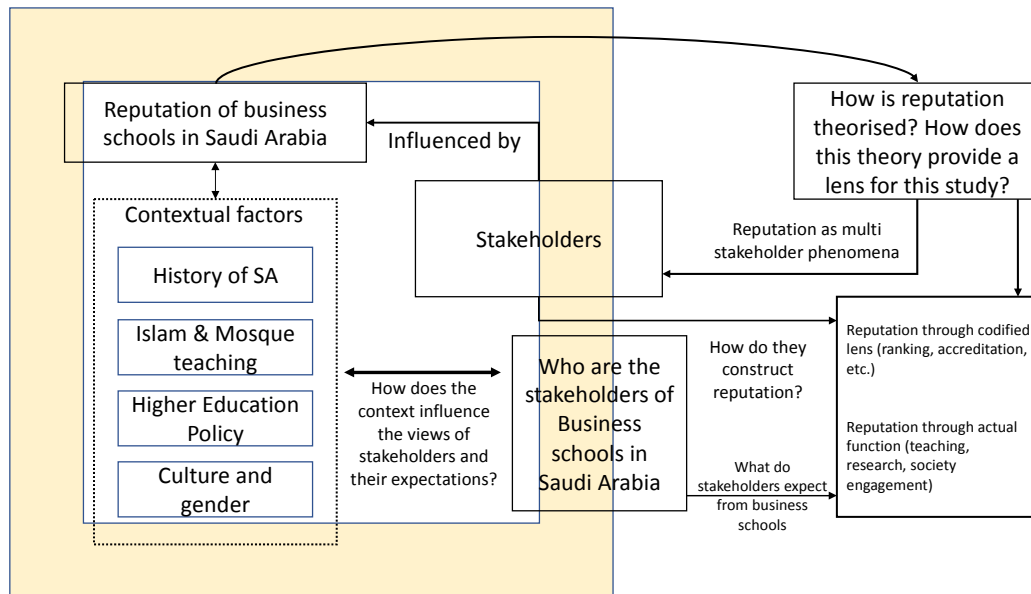 Reputation of business
schools in Saudi Arabia
Influenced by
How is reputation
theorised? How does
this theory provide a
lens for this study?
Contextual factors
Stakeholders
Reputation as multi
stakeholder phenomena
History of SA
Islam & Mosque
teaching
Higher Education
Policy
Culture and
gender
How does the
context influence
the views of
stakeholders and
their expectations?
Who are the
stakeholders of
Business
schools in
Saudi Arabia
How do they
construct
reputation?
What do
stakeholders expect
from business
schools
Reputation through codified
lens (ranking, accreditation,
etc.)
Reputation through actual
function (teaching,
research, society
engagement)